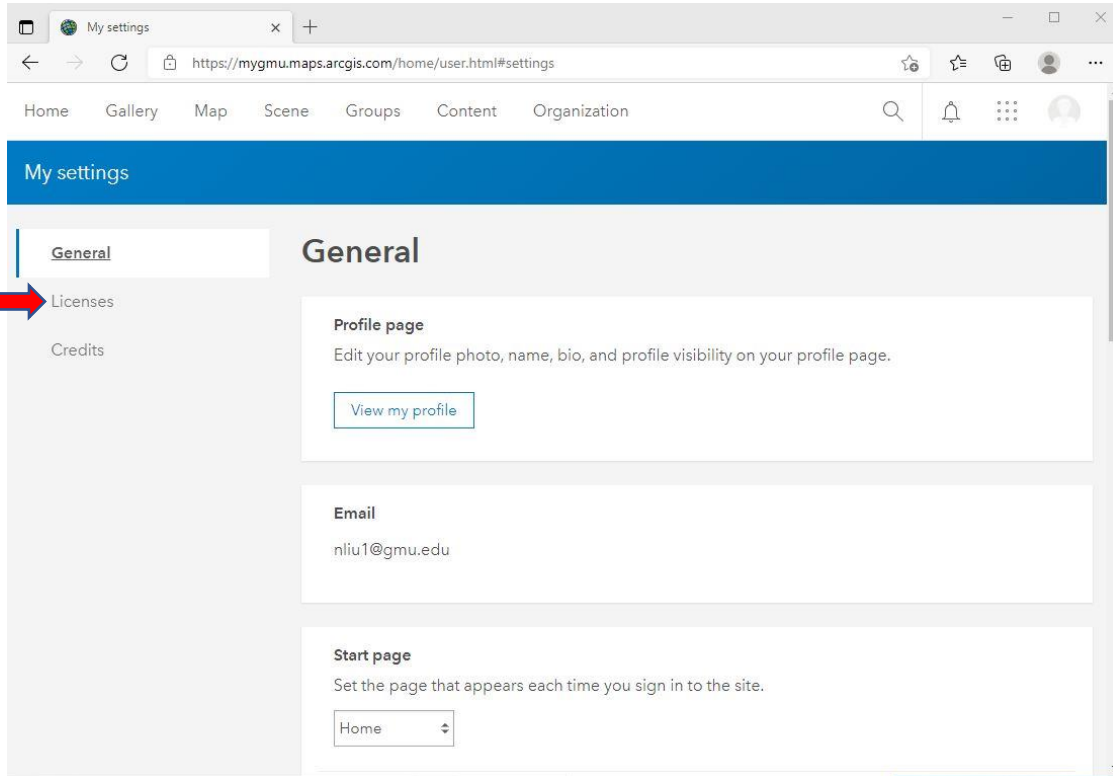 My settings
https://mygmu.maps.arcgis.com/home/user.html#settings
Home Gallery Map Scene Groups Content Organization
My settings
General
Licenses
Credits
General
Profile page
Edit your profile photo, name, bio, and profile visibility on your profile page.
View my profile
Email
nliu1@gmu.edu
Start page
Set the page that appears each time you sign in to the site.
Home